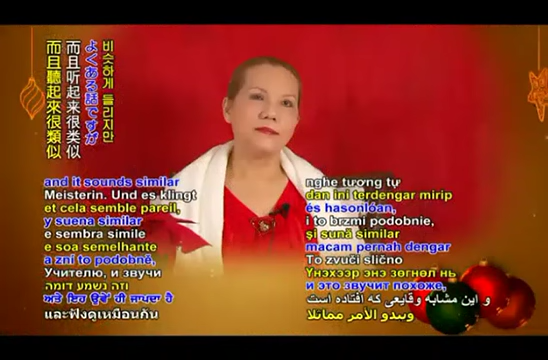 비슷하게 들리지만
よくある話ですが
而且听起来很类似
而且聽起來很類似
and it sounds similar
Meisterin. Und es klingt
et cela semble pareil,
y suena similar
e sembra simile
e soa semelhante
a zní to podobně,
Учителю, и звучи
וזה נשמע דומה
ਅਤੇ ਇਹ ਉਵੇਂ ਹੀ ਜਾਪਦਾ ਹੈ
และฟังดูเหมือนกัน
nghe tương tự
dan ini terdengar mirip
és hasonlóan,
i to brzmi podobnie,
şi sună similar
macam pernah dengar
To zvuči slično
Үнэхээр энэ зөгнөл нь
и это звучит похоже,
و این مشابه وقایعی که افتاده است
ويبدو الأمر مماثلا